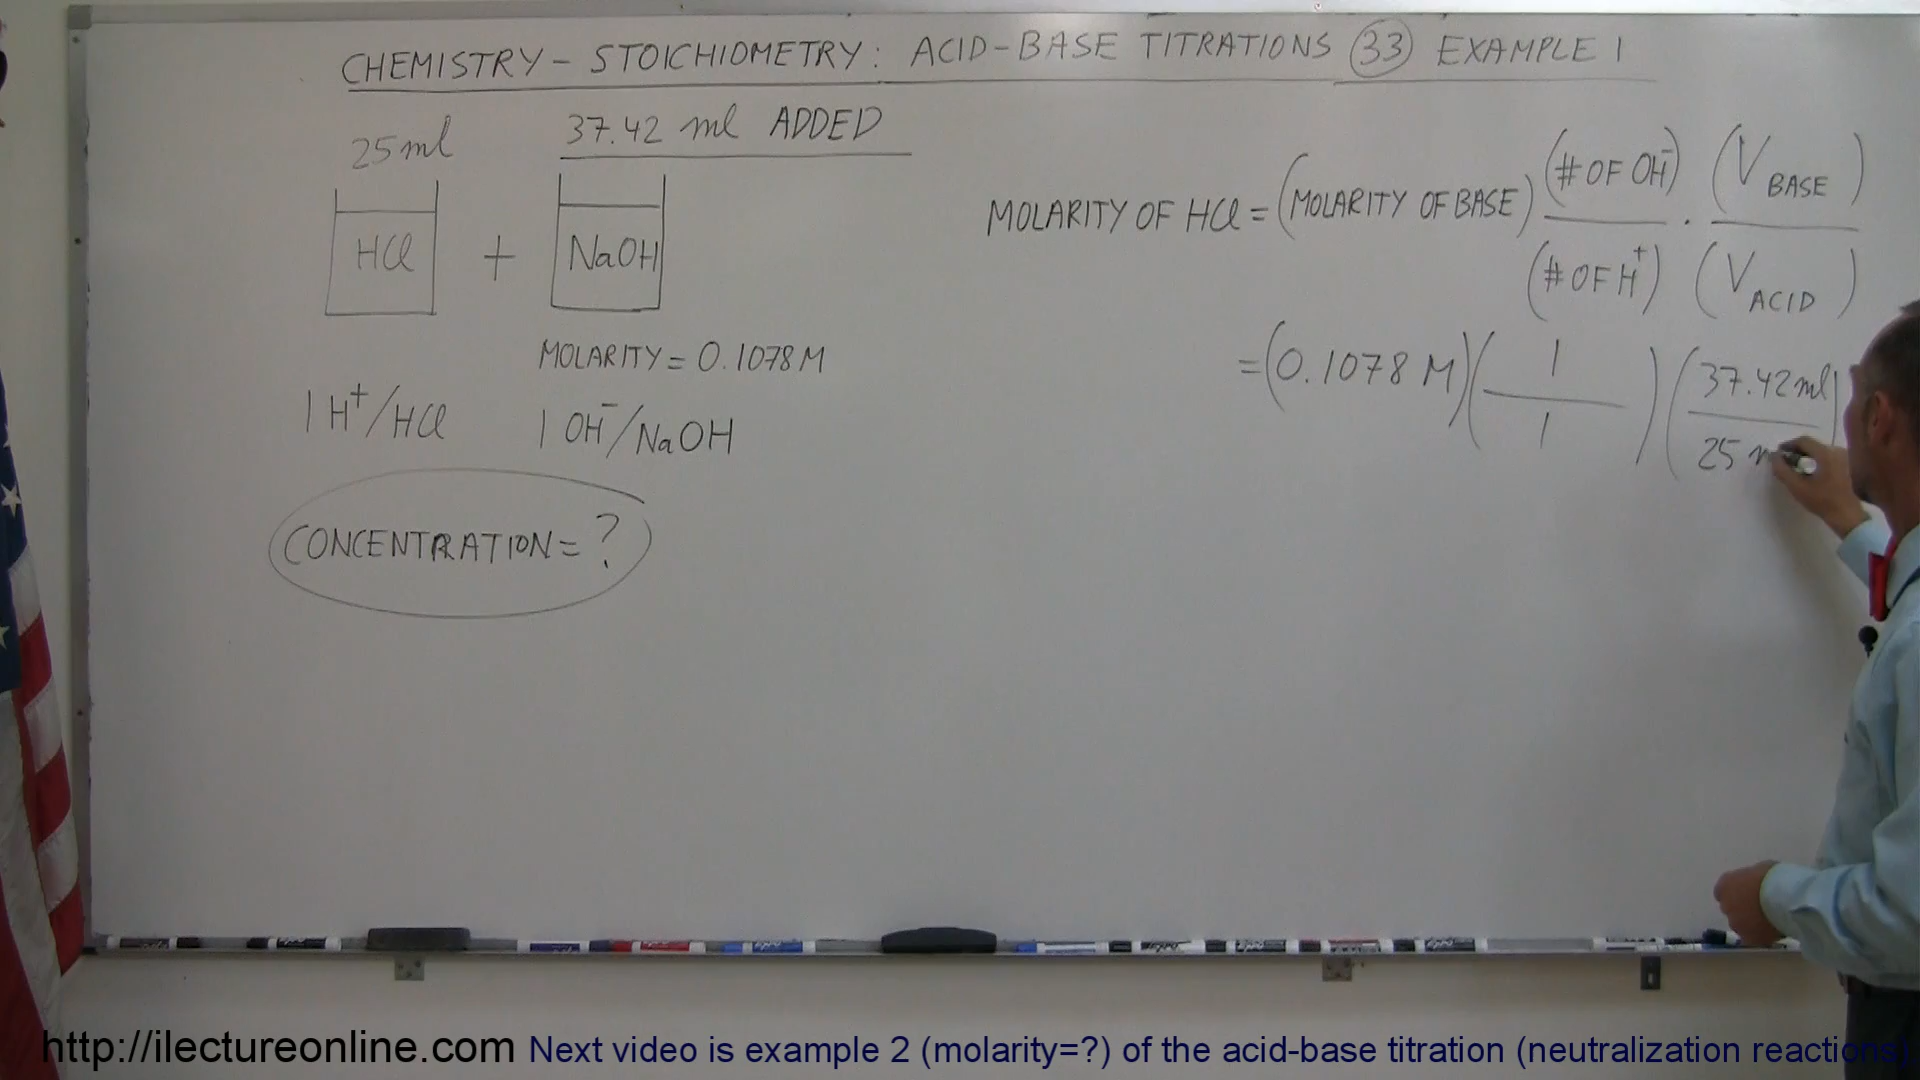 CHEMISTRY - STOICHIOMETRY: ACID-BASE TITRATIONS 33 EXAMPLE 1
25 ml
37.42 ml ADDED
HCl + NaOH
MOLARITY = 0.1078 M
1 H⁺/HCl
1 OH⁻/NaOH
CONCENTRATION = ?
MOLARITY OF HCl = (MOLARITY OF BASE) (# OF OH⁻) / (# OF H⁺) · (V BASE) / (V ACID)
= (0.1078 M) (1 / 1) (37.42 ml / 25 m
http://ilectureonline.com Next video is example 2 (molarity=?) of the acid-base titration (neutralization reactions)